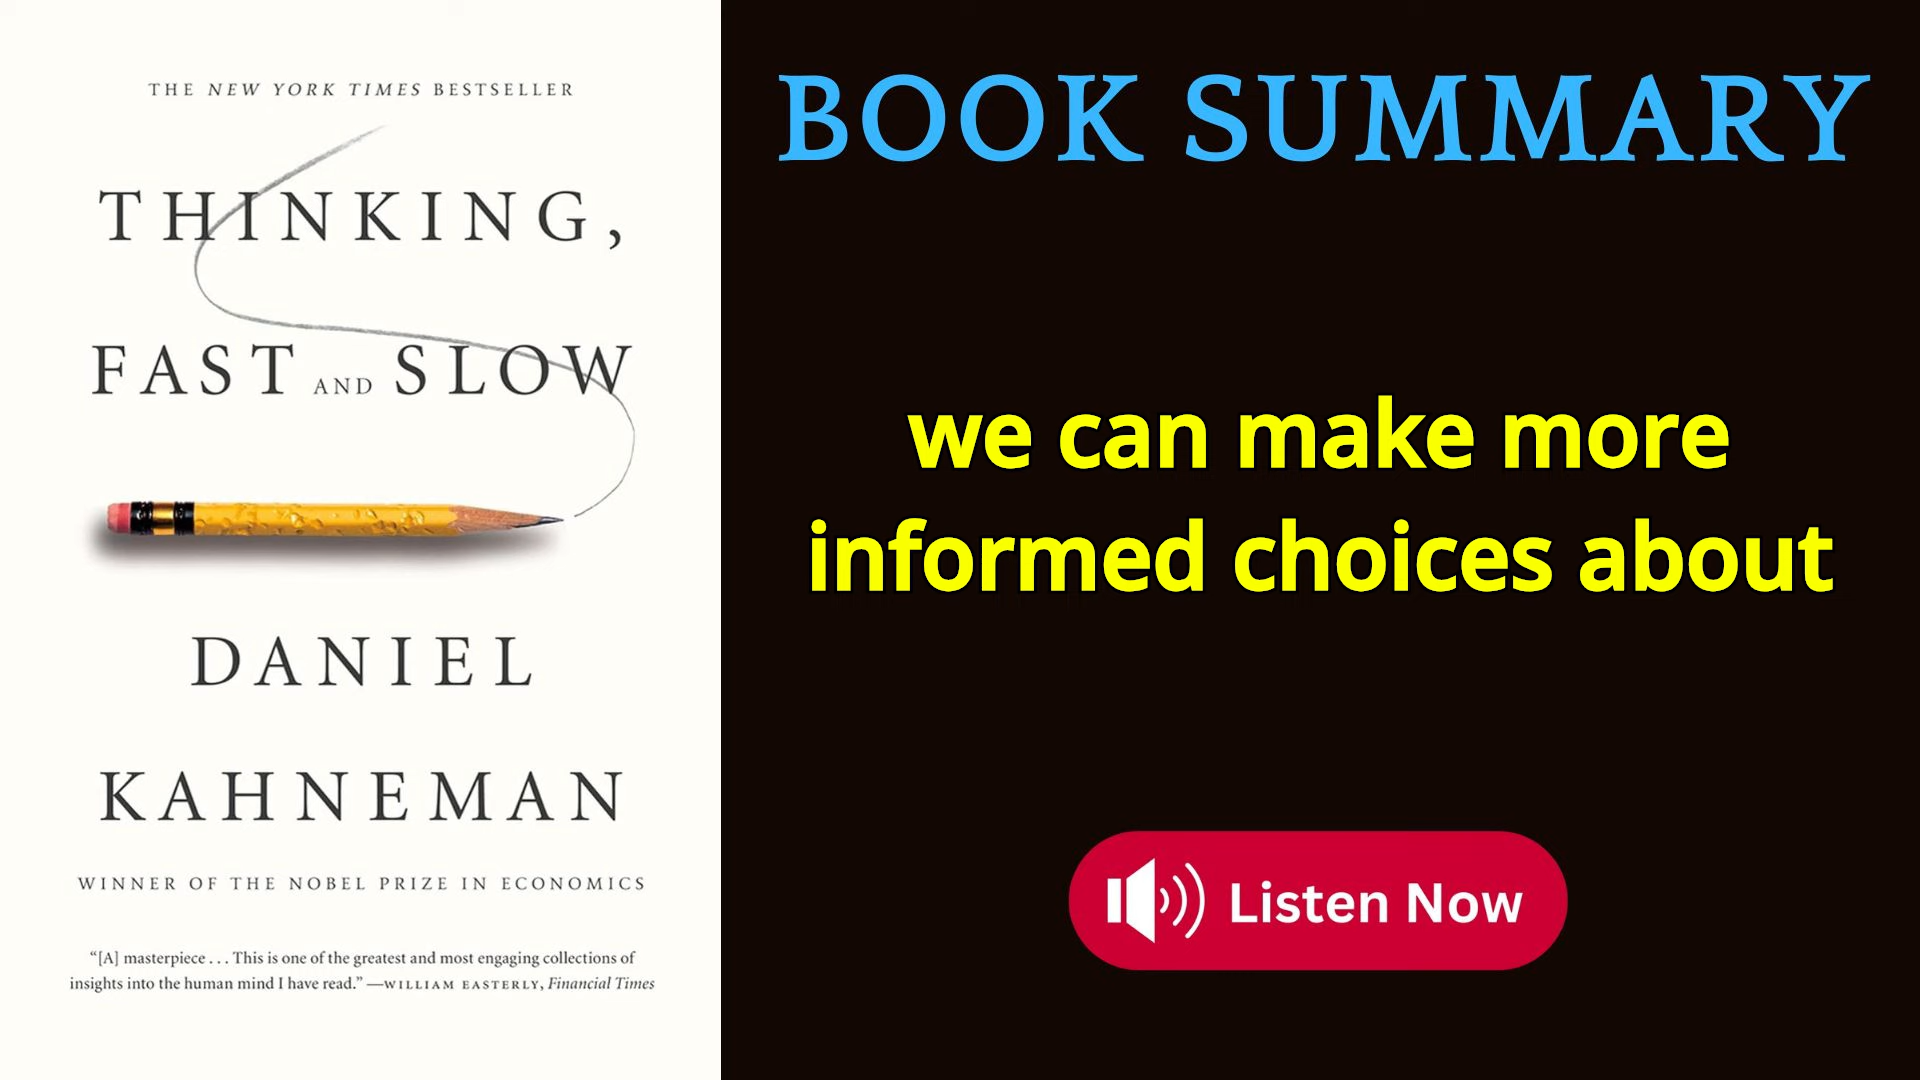 THE NEW YORK TIMES BESTSELLER
THINKING,
FAST AND SLOW
DANIEL
KAHNEMAN
WINNER OF THE NOBEL PRIZE IN ECONOMICS
“[A] masterpiece . . . This is one of the greatest and most engaging collections of
insights into the human mind I have read.” —WILLIAM EASTERLY, Financial Times
BOOK SUMMARY
we can make more
informed choices about
Listen Now